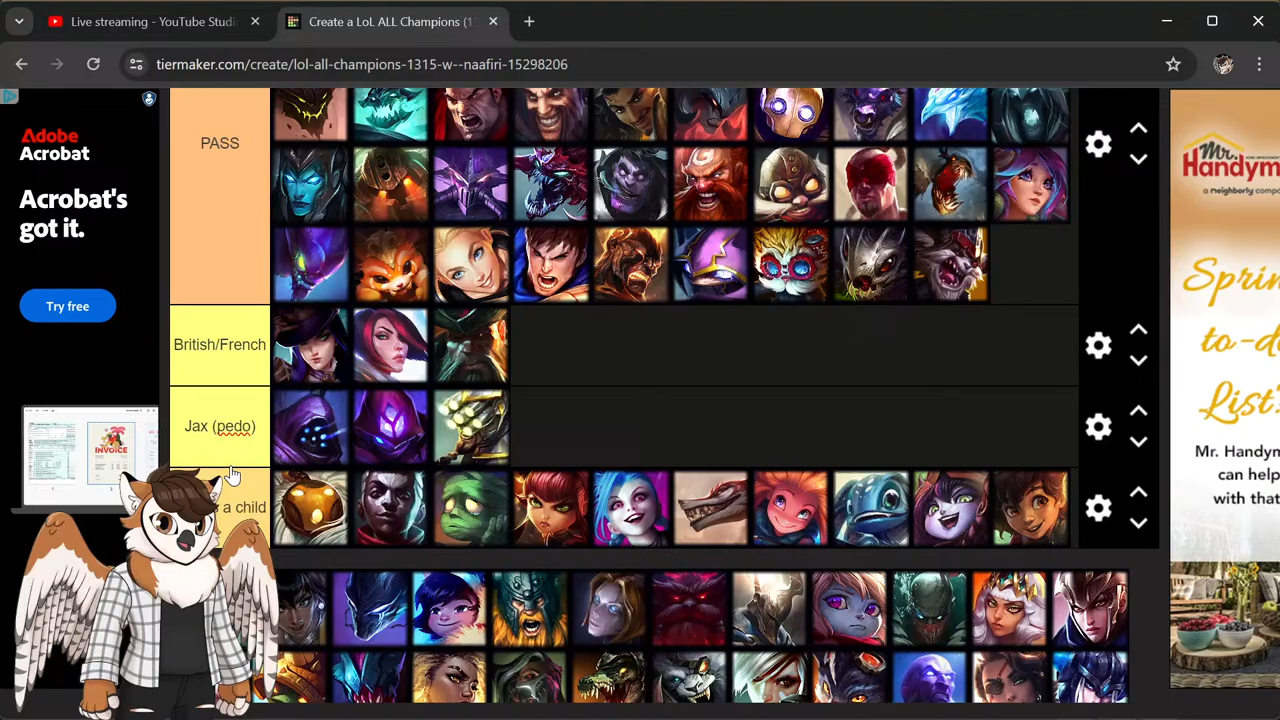 Live streaming - YouTube Studi
Create a LoL ALL Champions (1
tiermaker.com/create/lol-all-champions-1315-w--naafiri-15298206
Adobe
Acrobat
Acrobat's
got it.
Try free
INVOICE
PASS
British/French
Jax (pedo)
a child
Mr.
Handym
a neighborly compa
Sprin
to-do
List?
Mr. Handym
can help
with that